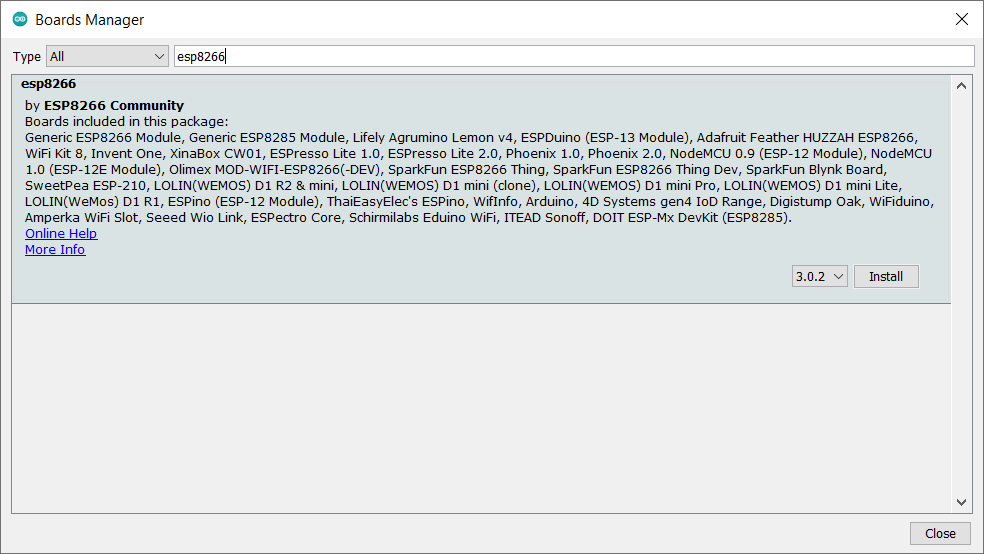 Boards Manager
Type All esp8266
esp8266
by ESP8266 Community
Boards included in this package:
Generic ESP8266 Module, Generic ESP8285 Module, Lifely Agrumino Lemon v4, ESPDuino (ESP-13 Module), Adafruit Feather HUZZAH ESP8266,
WiFi Kit 8, Invent One, XinaBox CW01, ESPresso Lite 1.0, ESPresso Lite 2.0, Phoenix 1.0, Phoenix 2.0, NodeMCU 0.9 (ESP-12 Module), NodeMCU
1.0 (ESP-12E Module), Olimex MOD-WIFI-ESP8266(-DEV), SparkFun ESP8266 Thing, SparkFun ESP8266 Thing Dev, SparkFun Blynk Board,
SweetPea ESP-210, LOLIN(WEMOS) D1 R2 & mini, LOLIN(WEMOS) D1 mini (clone), LOLIN(WEMOS) D1 mini Pro, LOLIN(WEMOS) D1 mini Lite,
LOLIN(WeMos) D1 R1, ESPino (ESP-12 Module), ThaiEasyElec's ESPino, WifInfo, Arduino, 4D Systems gen4 IoD Range, Digistump Oak, WiFiduino,
Amperka WiFi Slot, Seeed Wio Link, ESPectro Core, Schirmilabs Eduino WiFi, ITEAD Sonoff, DOIT ESP-Mx DevKit (ESP8285).
Online Help
More Info
3.0.2 Install
Close